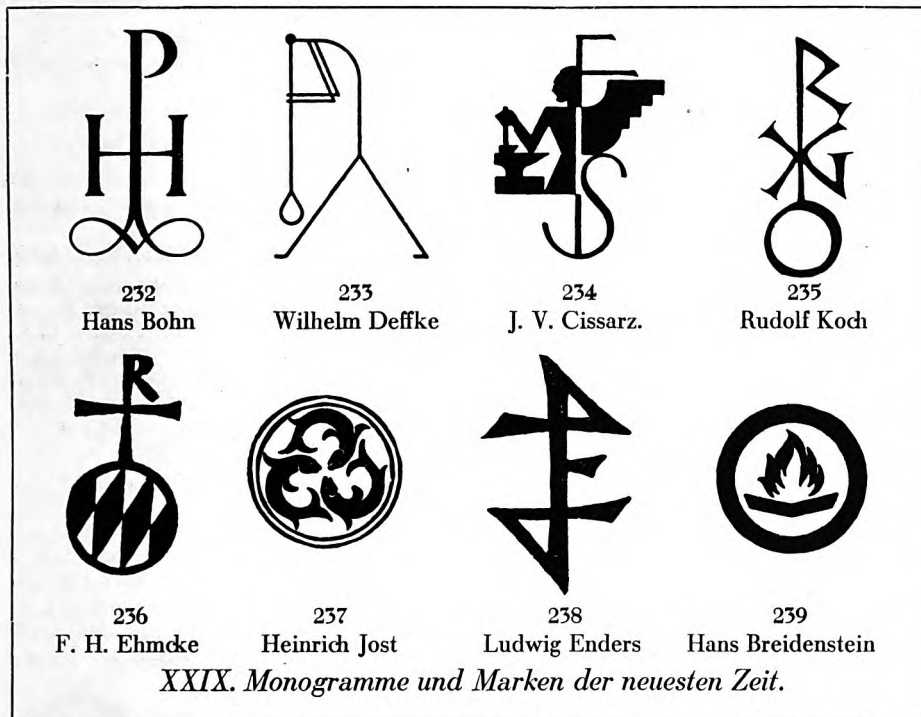 232 233 234 235
Hans Bohn Wilhelm Deffke J. V. Cissarz. Rudolf Koch
236 237 238 239
F. H. Ehmcke Heinrich Jost Ludwig Enders Hans Breidenstein
XXIX. Monogramme und Marken der neuesten Zeit.